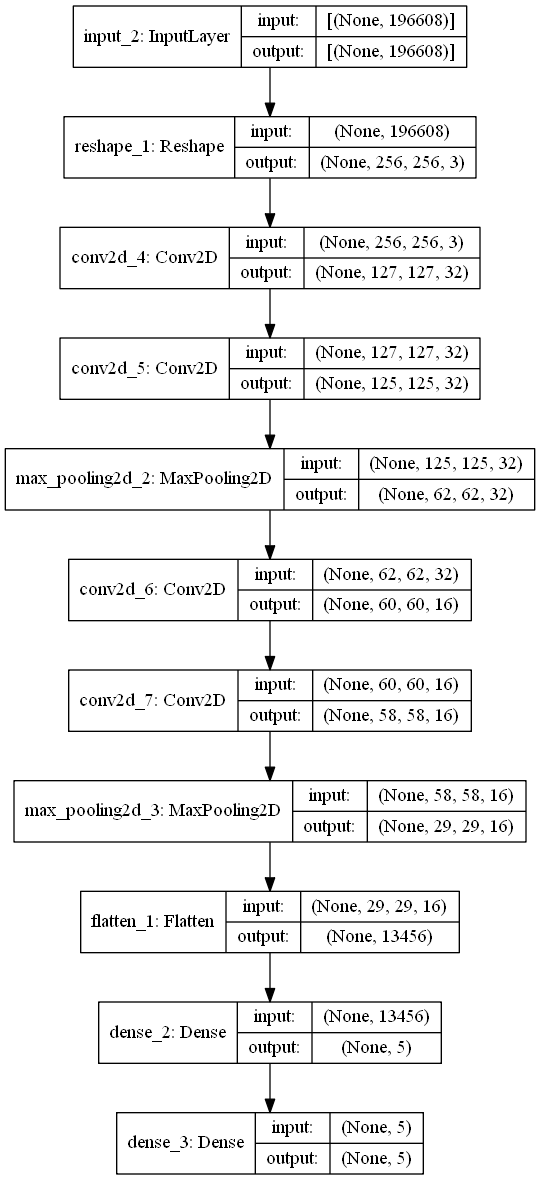 input_2: InputLayer
input: [(None, 196608)]
output: [(None, 196608)]
reshape_1: Reshape
input: (None, 196608)
output: (None, 256, 256, 3)
conv2d_4: Conv2D
input: (None, 256, 256, 3)
output: (None, 127, 127, 32)
conv2d_5: Conv2D
input: (None, 127, 127, 32)
output: (None, 125, 125, 32)
max_pooling2d_2: MaxPooling2D
input: (None, 125, 125, 32)
output: (None, 62, 62, 32)
conv2d_6: Conv2D
input: (None, 62, 62, 32)
output: (None, 60, 60, 16)
conv2d_7: Conv2D
input: (None, 60, 60, 16)
output: (None, 58, 58, 16)
max_pooling2d_3: MaxPooling2D
input: (None, 58, 58, 16)
output: (None, 29, 29, 16)
flatten_1: Flatten
input: (None, 29, 29, 16)
output: (None, 13456)
dense_2: Dense
input: (None, 13456)
output: (None, 5)
dense_3: Dense
input: (None, 5)
output: (None, 5)